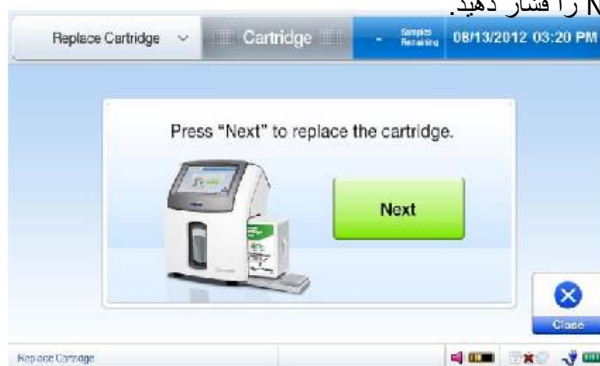 N را فشار دهید.
Replace Cartridge
Cartridge
- Samples Remaining
08/13/2012 03:20 PM
Press “Next” to replace the cartridge.
Next
Close
Replace Cartridge